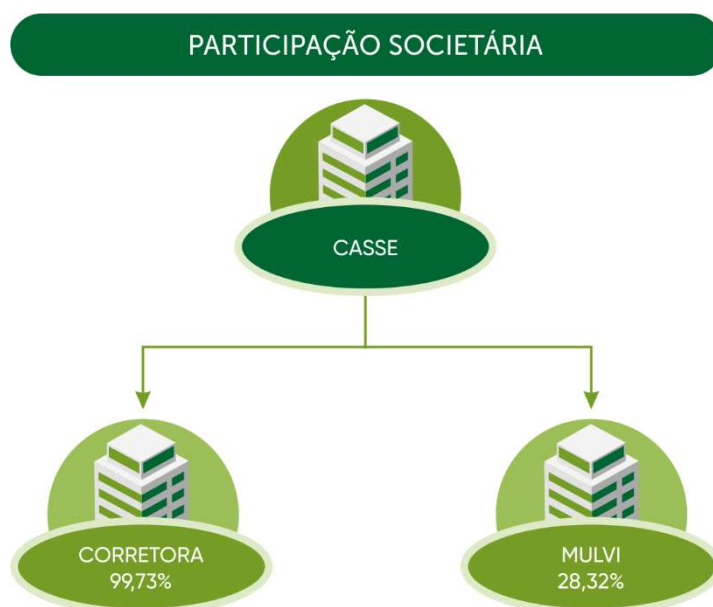 PARTICIPAÇÃO SOCIETÁRIA
CASSE
CORRETORA
99,73%
MULVI
28,32%